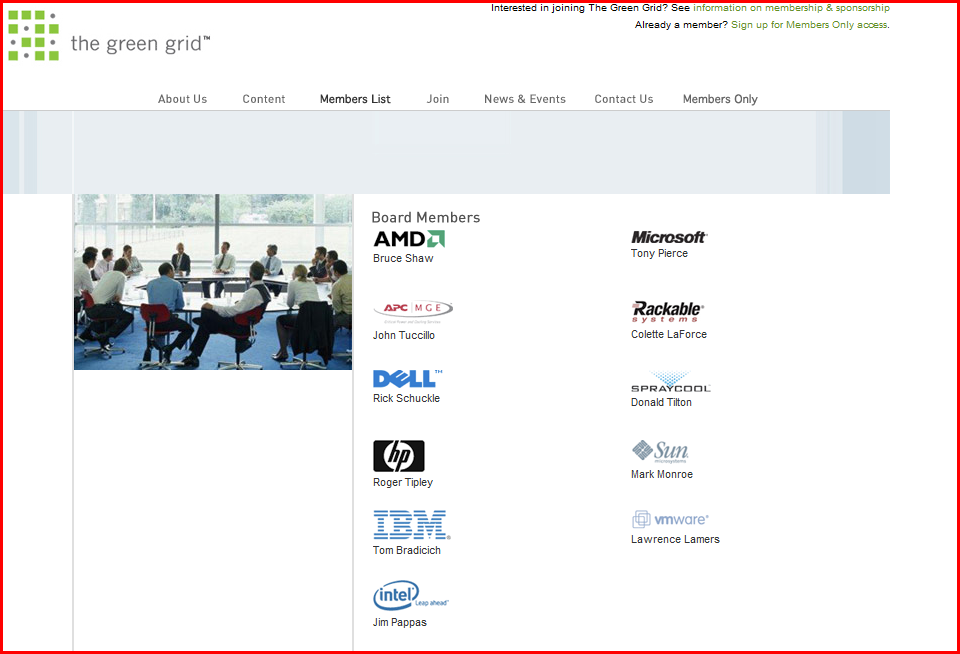 Interested in joining The Green Grid? See information on membership & sponsorship
Already a member? Sign up for Members Only access.
the green grid™
About Us Content Members List Join News & Events Contact Us Members Only
Board Members
AMD
Bruce Shaw
Microsoft®
Tony Pierce
APC MGE
John Tuccillo
Rackable®
systems
Colette LaForce
DELL™
Rick Schuckle
SPRAYCOOL
Donald Tilton
hp
Roger Tipley
Sun
microsystems
Mark Monroe
IBM®
Tom Bradicich
vmware®
Lawrence Lamers
intel
Leap ahead™
Jim Pappas